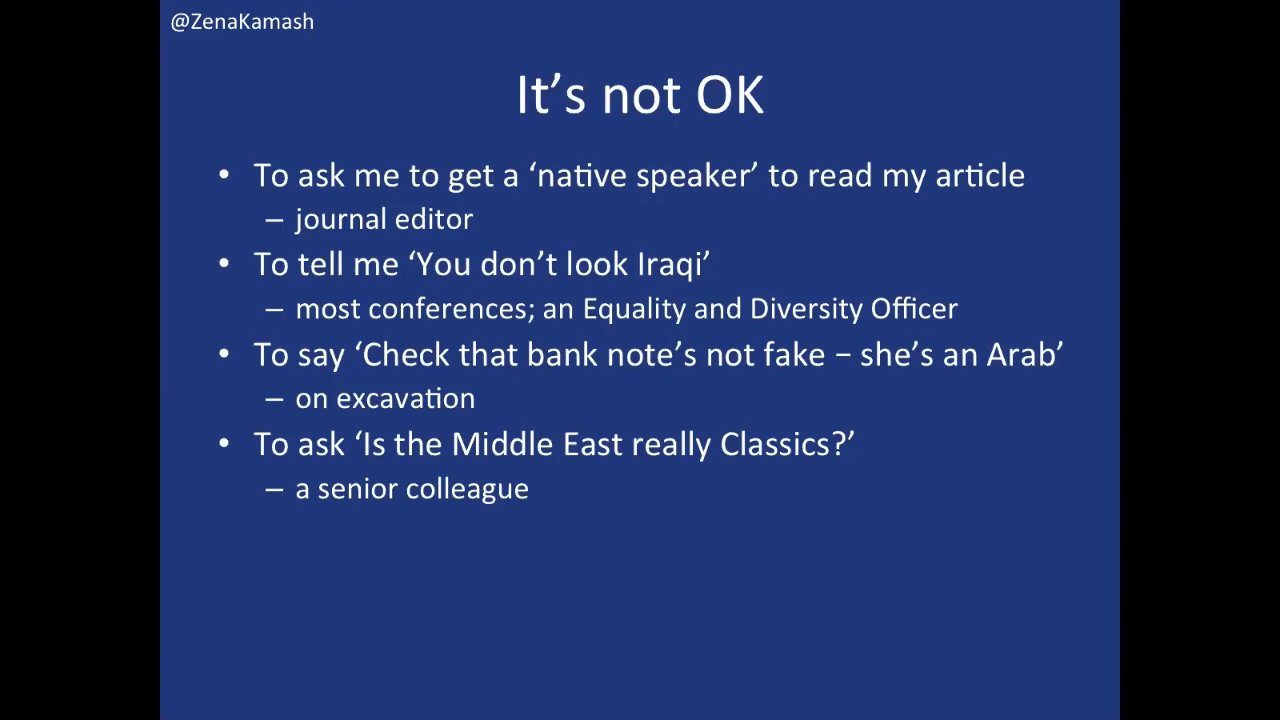 @ZenaKamash
It’s not OK
• To ask me to get a ‘native speaker’ to read my article
– journal editor
• To tell me ‘You don’t look Iraqi’
– most conferences; an Equality and Diversity Officer
• To say ‘Check that bank note’s not fake − she’s an Arab’
– on excavation
• To ask ‘Is the Middle East really Classics?’
– a senior colleague